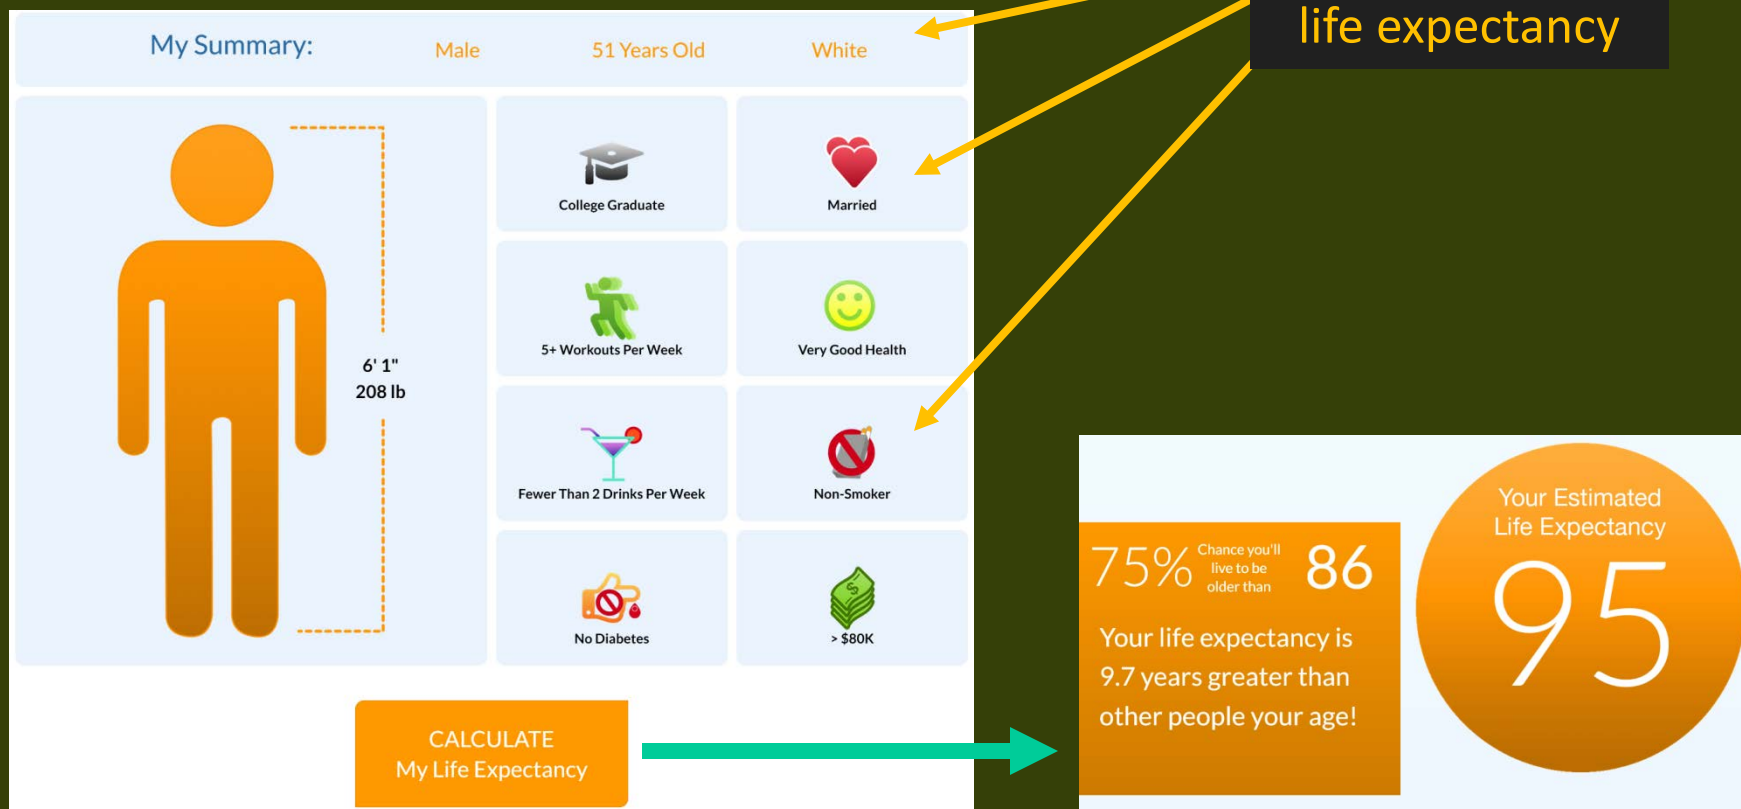 life expectancy
My Summary:
Male
51 Years Old
White
College Graduate
Married
6' 1"
208 lb
5+ Workouts Per Week
Very Good Health
Fewer Than 2 Drinks Per Week
Non-Smoker
No Diabetes
> $80K
CALCULATE
My Life Expectancy
75%
Chance you'll
live to be
older than
86
Your life expectancy is
9.7 years greater than
other people your age!
Your Estimated
Life Expectancy
95